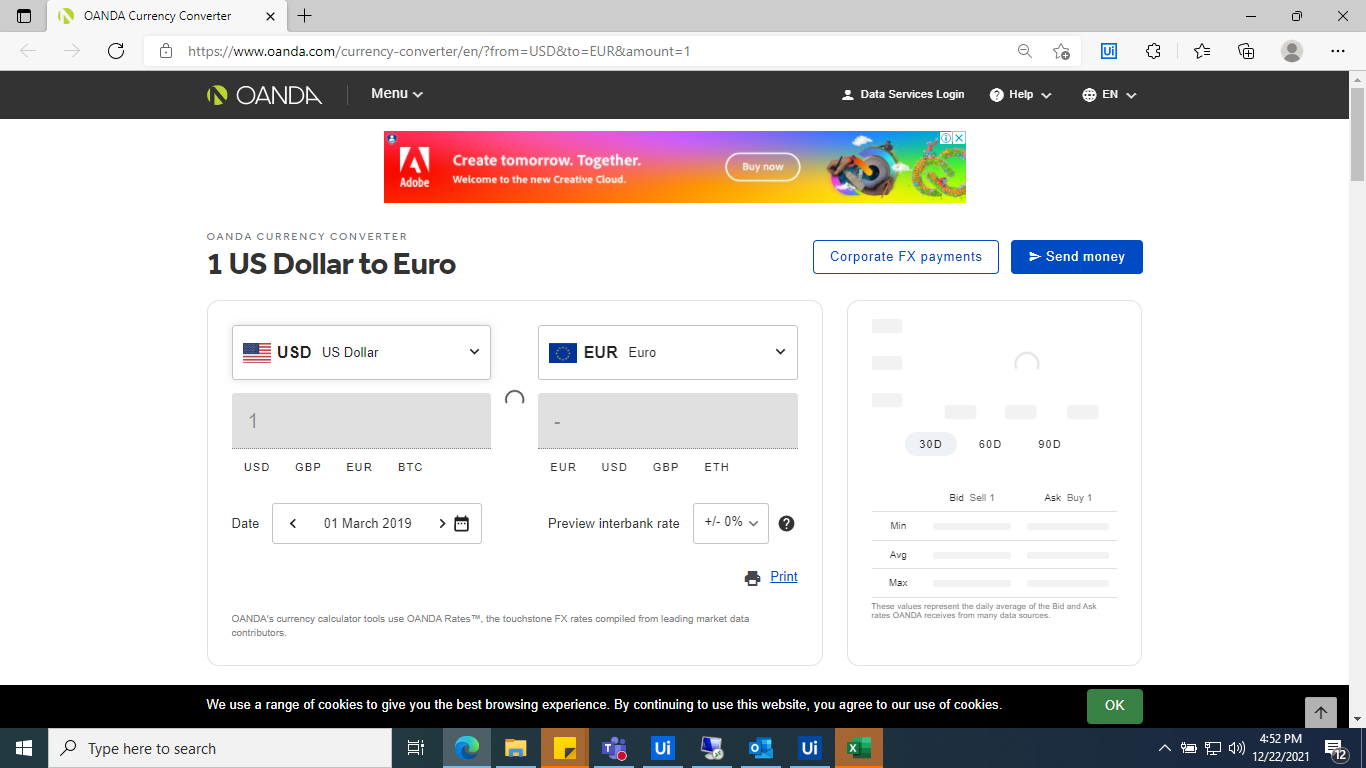 OANDA Currency Converter
https://www.oanda.com/currency-converter/en/?from=USD&to=EUR&amount=1
Ui
OANDA
Menu
Data Services Login
Help
EN
Adobe
Create tomorrow. Together.
Welcome to the new Creative Cloud.
Buy now
OANDA CURRENCY CONVERTER
1 US Dollar to Euro
Corporate FX payments
Send money
USD US Dollar
EUR Euro
1
-
USD GBP EUR BTC
EUR USD GBP ETH
Date
01 March 2019
Preview interbank rate
+/- 0%
Print
OANDA's currency calculator tools use OANDA Rates™, the touchstone FX rates compiled from leading market data
contributors.
30D 60D 90D
Bid Sell 1 Ask Buy 1
Min
Avg
Max
These values represent the daily average of the Bid and Ask
rates OANDA receives from many data sources.
We use a range of cookies to give you the best browsing experience. By continuing to use this website, you agree to our use of cookies.
OK
Type here to search
Ui
Ui
4:52 PM
12/22/2021
12